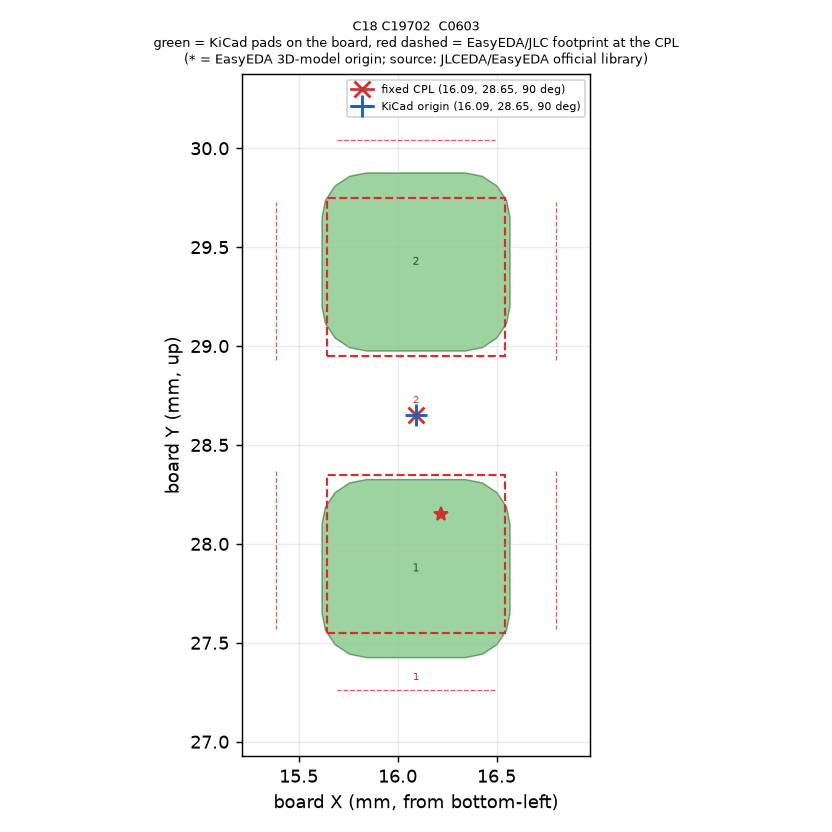 C18 C19702  C0603
green = KiCad pads on the board, red dashed = EasyEDA/JLC footprint at the CPL
(* = EasyEDA 3D-model origin; source: JLCEDA/EasyEDA official library)
fixed CPL (16.09, 28.65, 90 deg)
KiCad origin (16.09, 28.65, 90 deg)
30.0
29.5
29.0
28.5
28.0
27.5
27.0
board Y (mm, up)
2
2
1
1
15.5
16.0
16.5
board X (mm, from bottom-left)